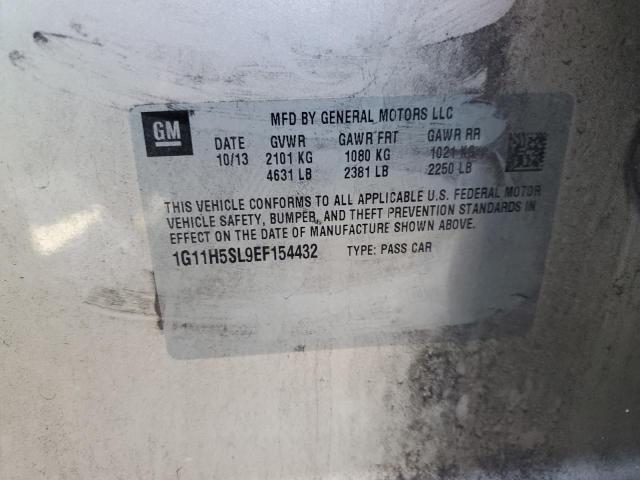 GM
MFD BY GENERAL MOTORS LLC
DATE GVWR GAWR FRT GAWR RR
10/13 2101 KG 1080 KG 1021 KG
4631 LB 2381 LB 2250 LB
THIS VEHICLE CONFORMS TO ALL APPLICABLE U.S. FEDERAL MOTOR
VEHICLE SAFETY, BUMPER, AND THEFT PREVENTION STANDARDS IN
EFFECT ON THE DATE OF MANUFACTURE SHOWN ABOVE.
1G11H5SL9EF154432 TYPE: PASS CAR